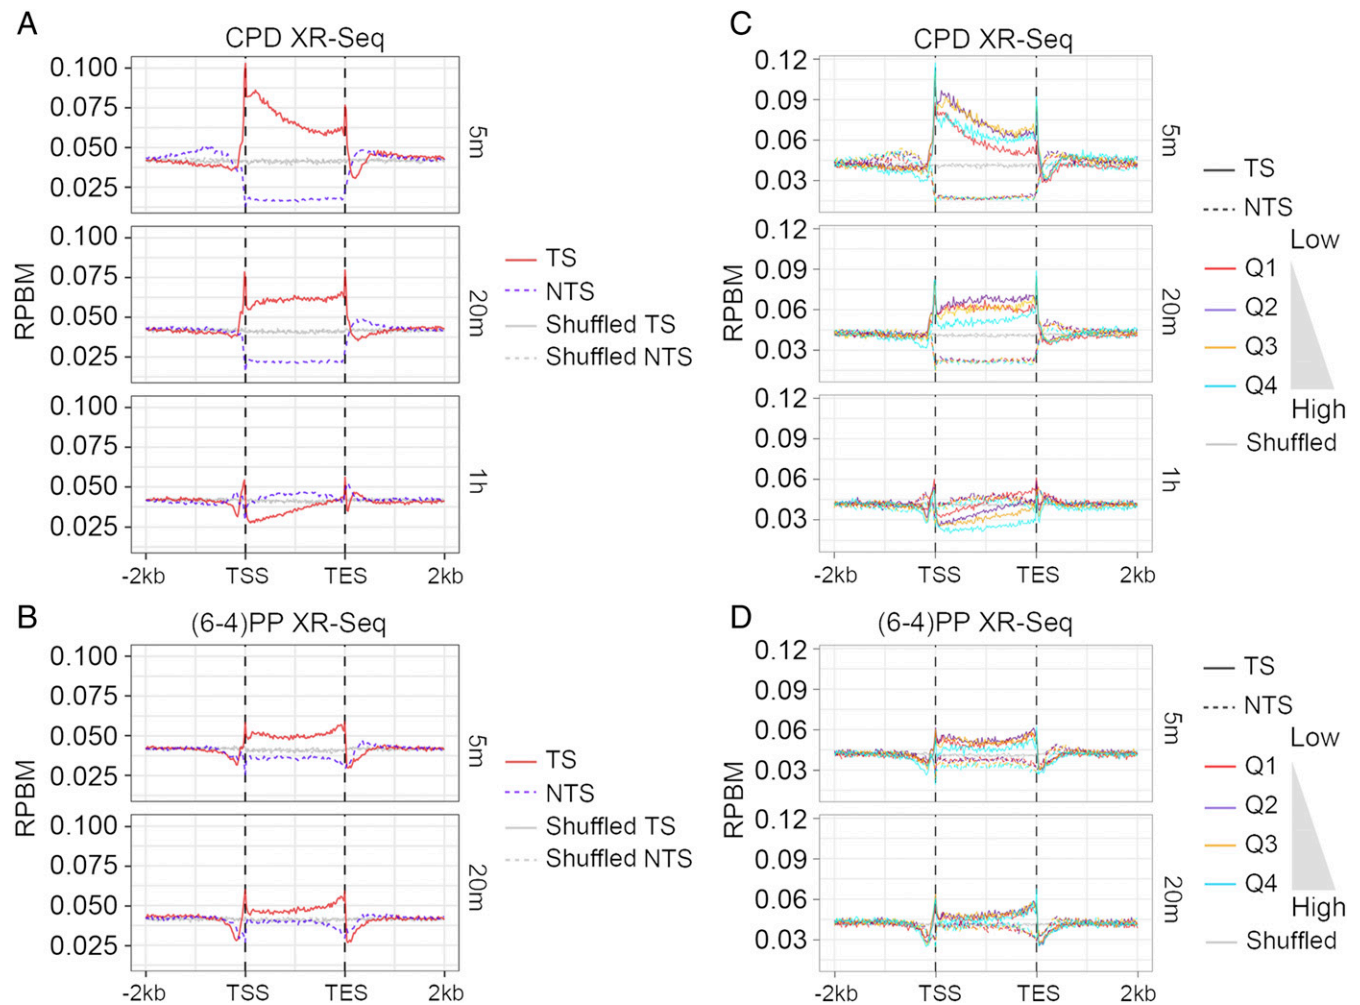 A
CPD XR-Seq
0.100
0.075
0.050
0.025
5m
0.100
0.075
0.050
0.025
20m
0.100
0.075
0.050
0.025
1h
RPBM
-2kb TSS TES 2kb
TS
NTS
Shuffled TS
Shuffled NTS
B
(6-4)PP XR-Seq
0.100
0.075
0.050
0.025
5m
0.100
0.075
0.050
0.025
20m
RPBM
-2kb TSS TES 2kb
TS
NTS
Shuffled TS
Shuffled NTS
C
CPD XR-Seq
0.12
0.09
0.06
0.03
5m
0.12
0.09
0.06
0.03
20m
0.12
0.09
0.06
0.03
1h
RPBM
-2kb TSS TES 2kb
TS
NTS
Low
Q1
Q2
Q3
Q4
High
Shuffled
D
(6-4)PP XR-Seq
0.12
0.09
0.06
0.03
5m
0.12
0.09
0.06
0.03
20m
RPBM
-2kb TSS TES 2kb
TS
NTS
Low
Q1
Q2
Q3
Q4
High
Shuffled